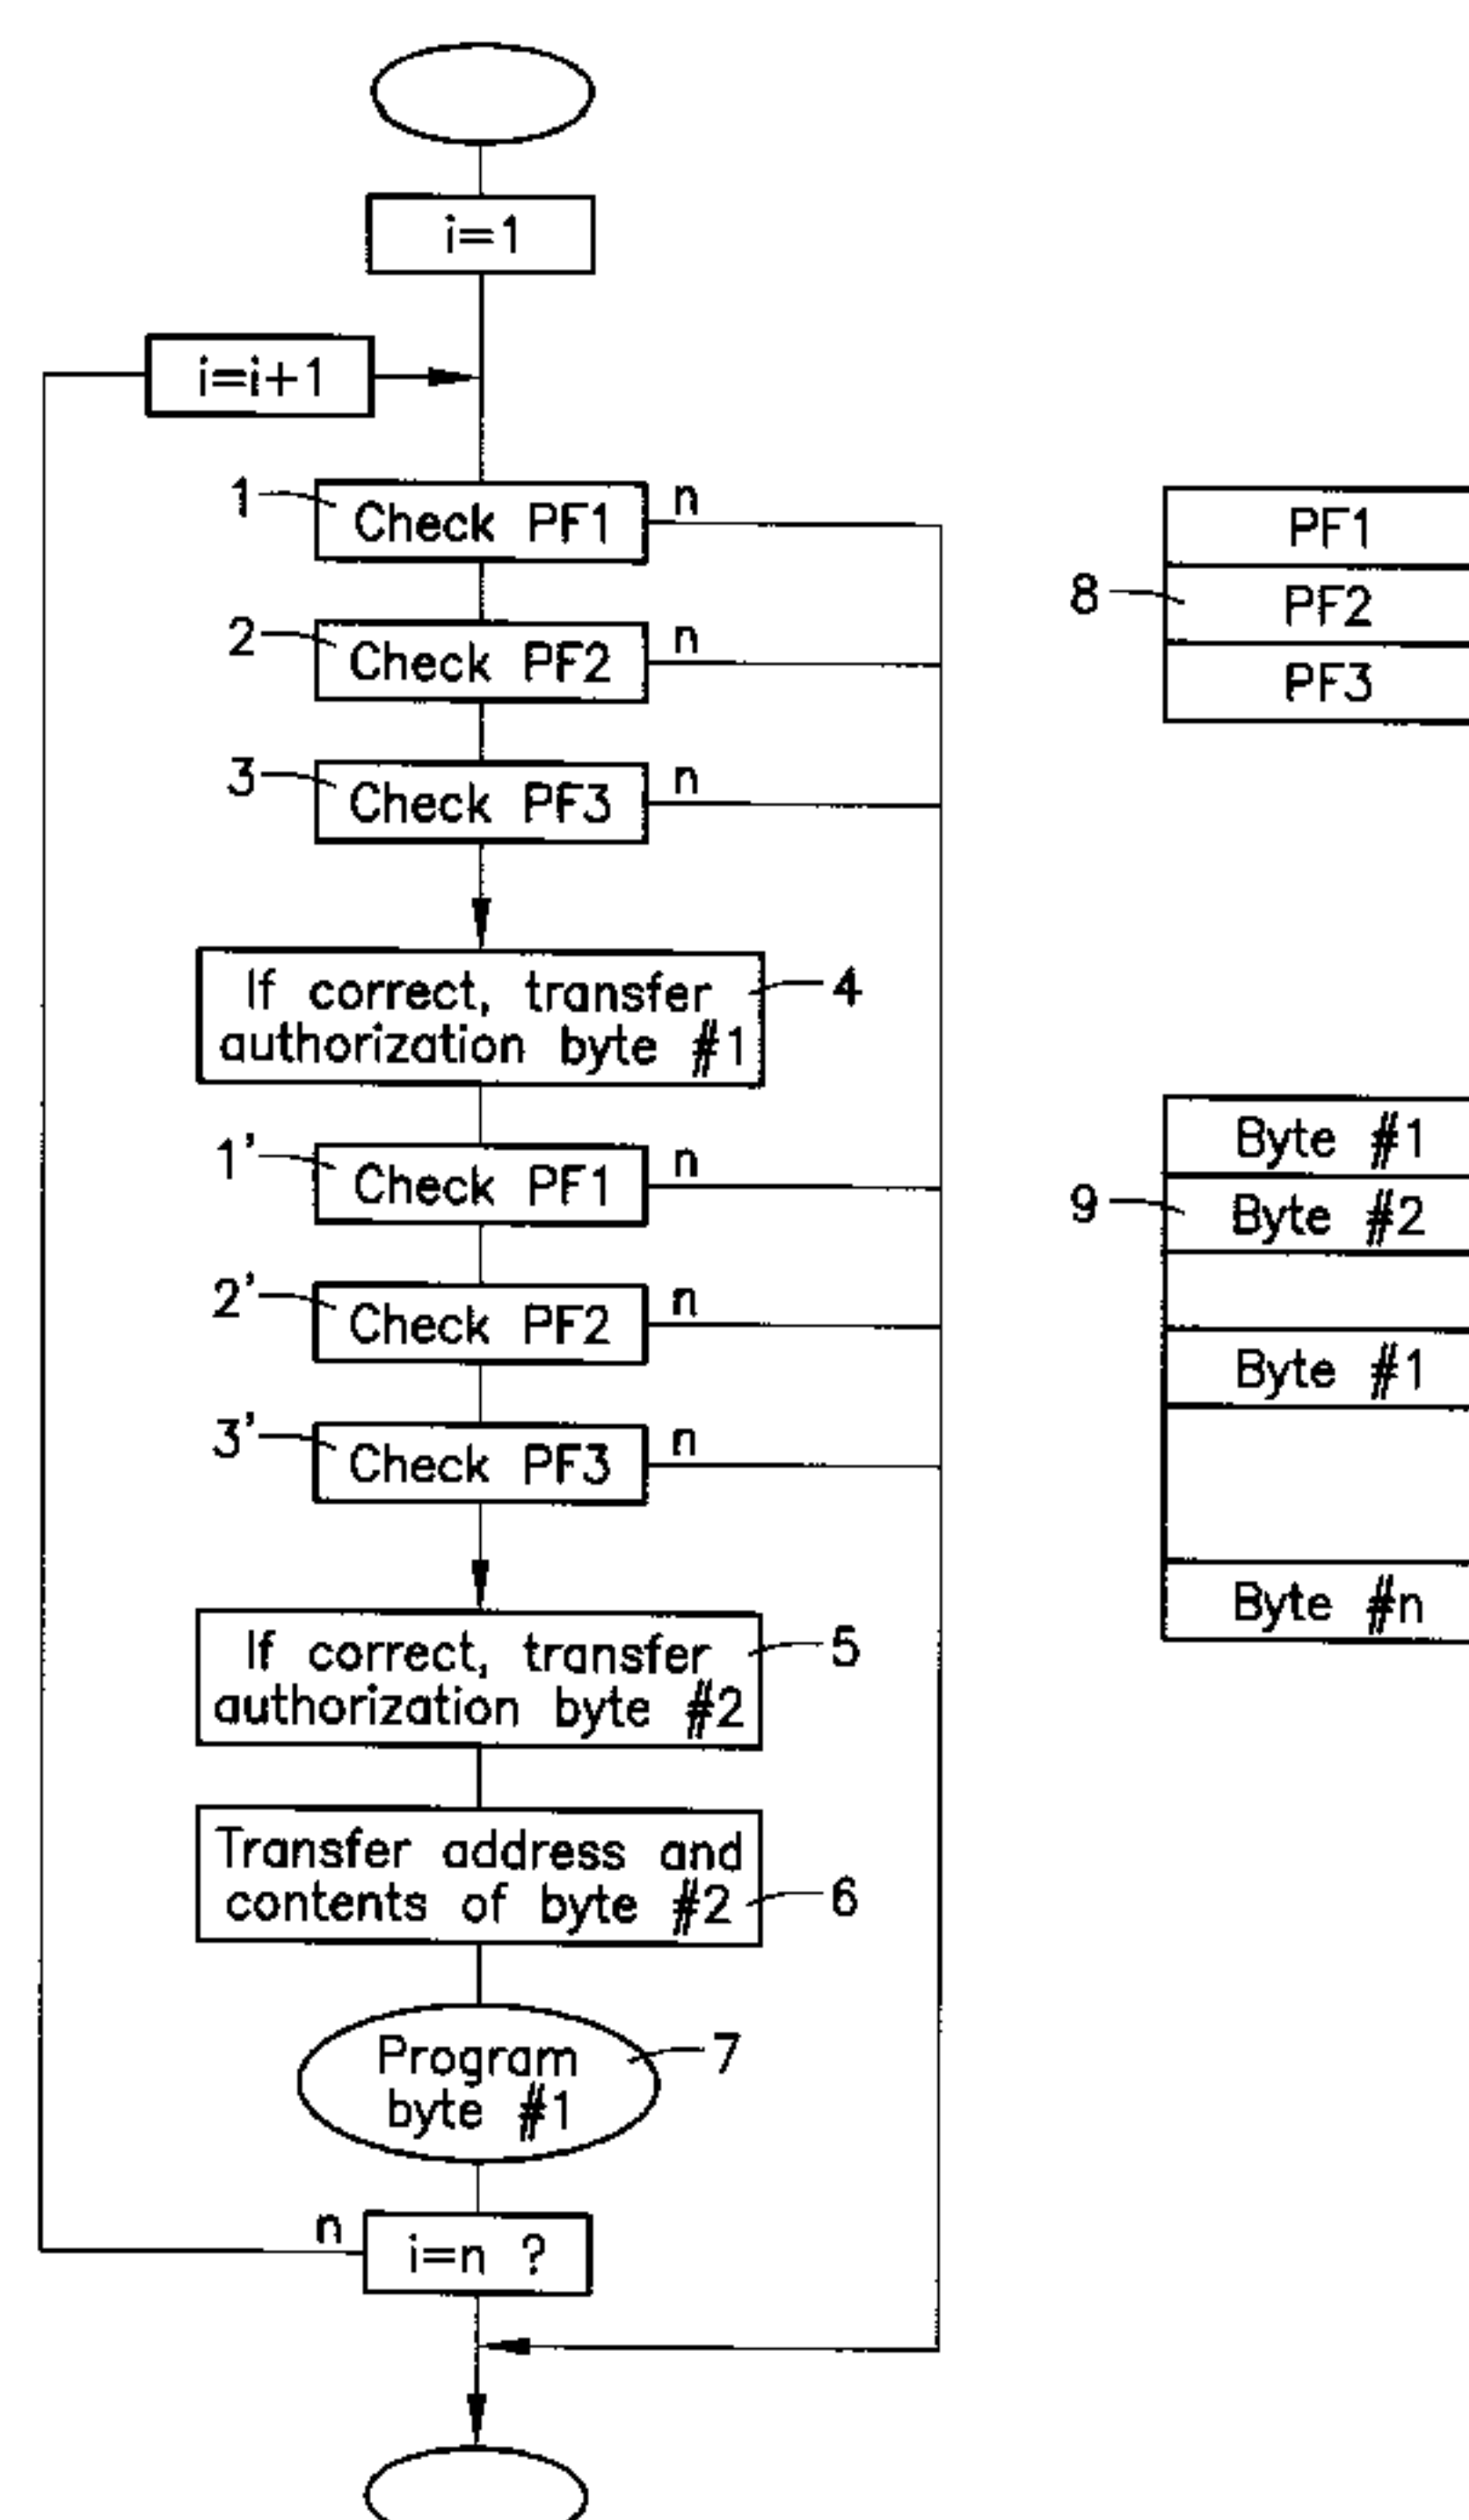 i=1
i=i+1
1
Check PF1
n
2
Check PF2
n
3
Check PF3
n
If correct, transfer
authorization byte #1
4
1'
Check PF1
n
2'
Check PF2
n
3'
Check PF3
n
If correct, transfer
authorization byte #2
5
Transfer address and
contents of byte #2
6
Program
byte #1
7
n
i=n ?
PF1
8
PF2
PF3
Byte #1
9
Byte #2
Byte #1
Byte #n